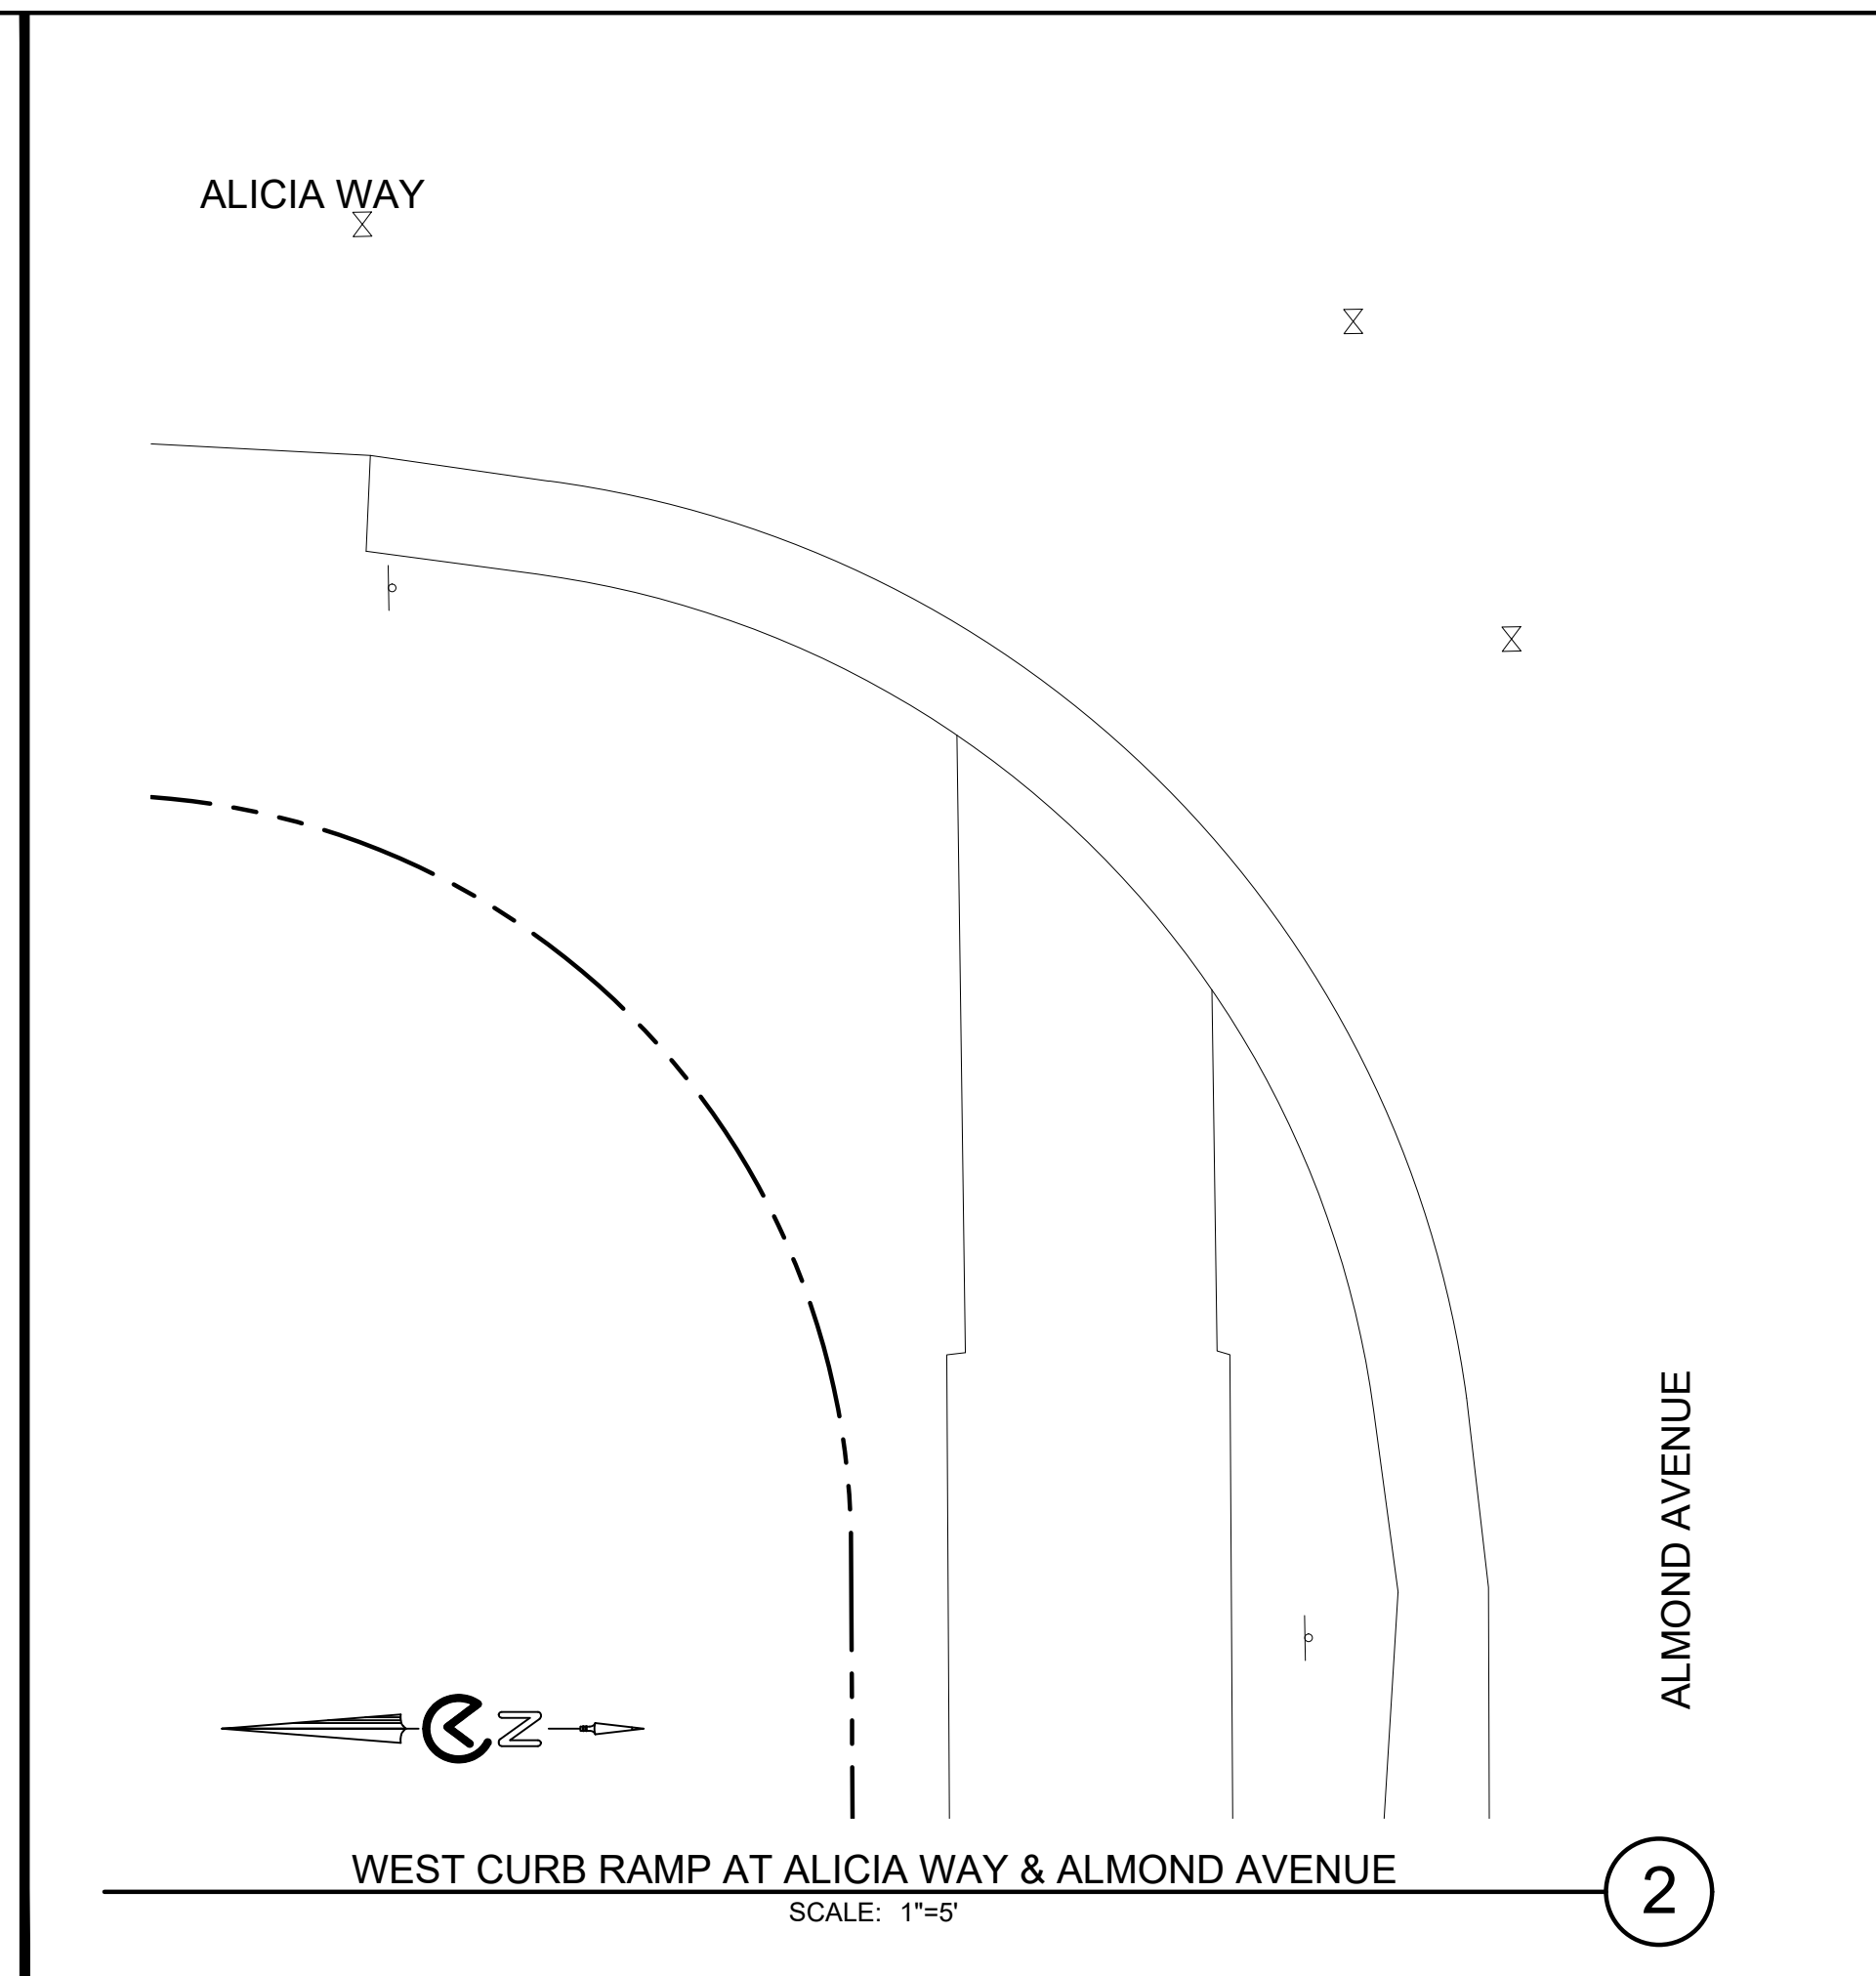 ALICIA WAY
ALMOND AVENUE
N
WEST CURB RAMP AT ALICIA WAY & ALMOND AVENUE
2
SCALE: 1"=5'